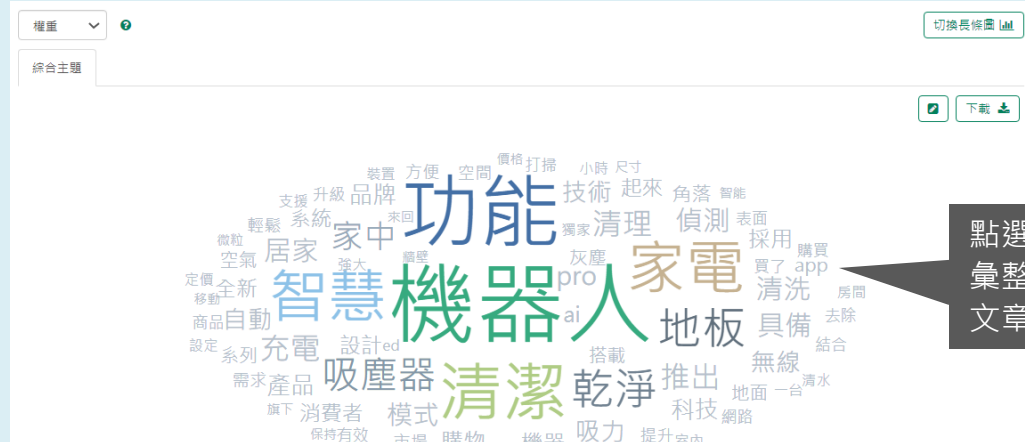 權重
切換長條圖
綜合主題
下載
價格
裝置 方便 空間 打掃 小時 尺寸
支援 升級 品牌 功能 技術 起來 角落 智能
輕鬆 系統 家中 來回 獨家 清理 偵測 表面
微粒 居家 牆壁 灰塵 家電 採用 購買
空氣 強大 pro 買了 app
定價 全新 智慧 機器人 清洗 房間
移動
商品 自動 ai 地板 具備 去除
設定 系列 充電 設計 ed 搭載 無線 結合
需求 產品 吸塵器 清潔 乾淨 推出 地面 一台 清水
旗下 消費者 模式 科技 網路
保持 有效 市場 購物 機器 吸力 提升 室內
點選
彙整
文章